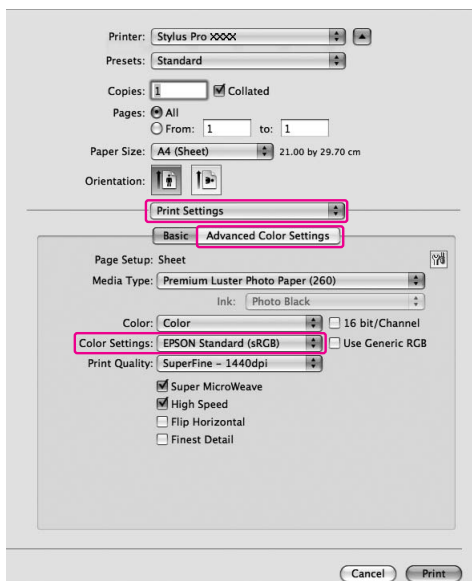 Printer: Stylus Pro XXXX
Presets: Standard
Copies: 1 Collated
Pages: All
From: 1 to: 1
Paper Size: A4 (Sheet) 21.00 by 29.70 cm
Orientation:
Print Settings
Basic Advanced Color Settings
Page Setup: Sheet
Media Type: Premium Luster Photo Paper (260)
Ink: Photo Black
Color: Color 16 bit/Channel
Color Settings: EPSON Standard (sRGB) Use Generic RGB
Print Quality: SuperFine – 1440dpi
Super MicroWeave
High Speed
Flip Horizontal
Finest Detail
Cancel Print